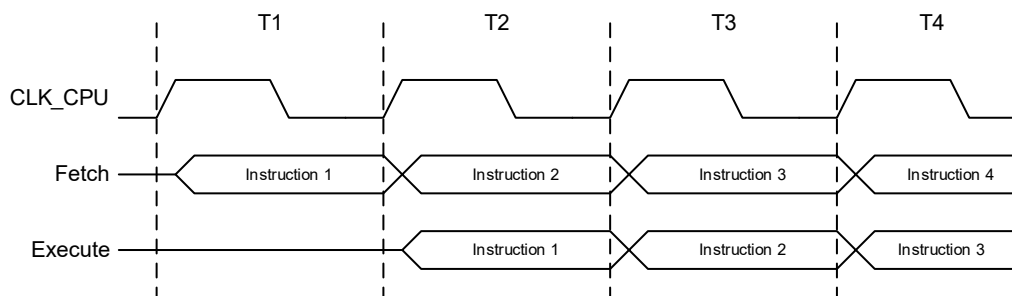 T1 T2 T3 T4
CLK_CPU
Fetch Instruction 1 Instruction 2 Instruction 3 Instruction 4
Execute Instruction 1 Instruction 2 Instruction 3